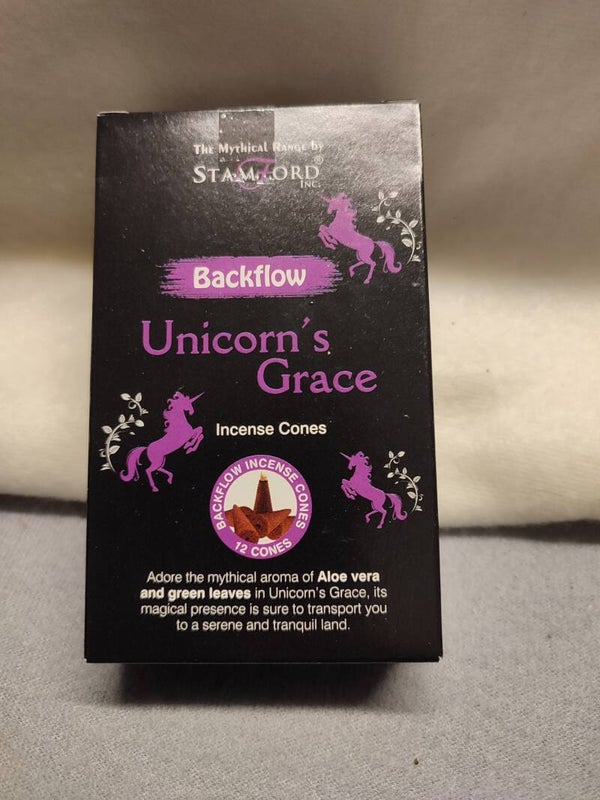 The Mythical Range by
STAMFORD®
INC.
Backflow
Unicorn's
Grace
Incense Cones
BACKFLOW INCENSE CONES
12 CONES
Adore the mythical aroma of Aloe vera
and green leaves in Unicorn's Grace, its
magical presence is sure to transport you
to a serene and tranquil land.